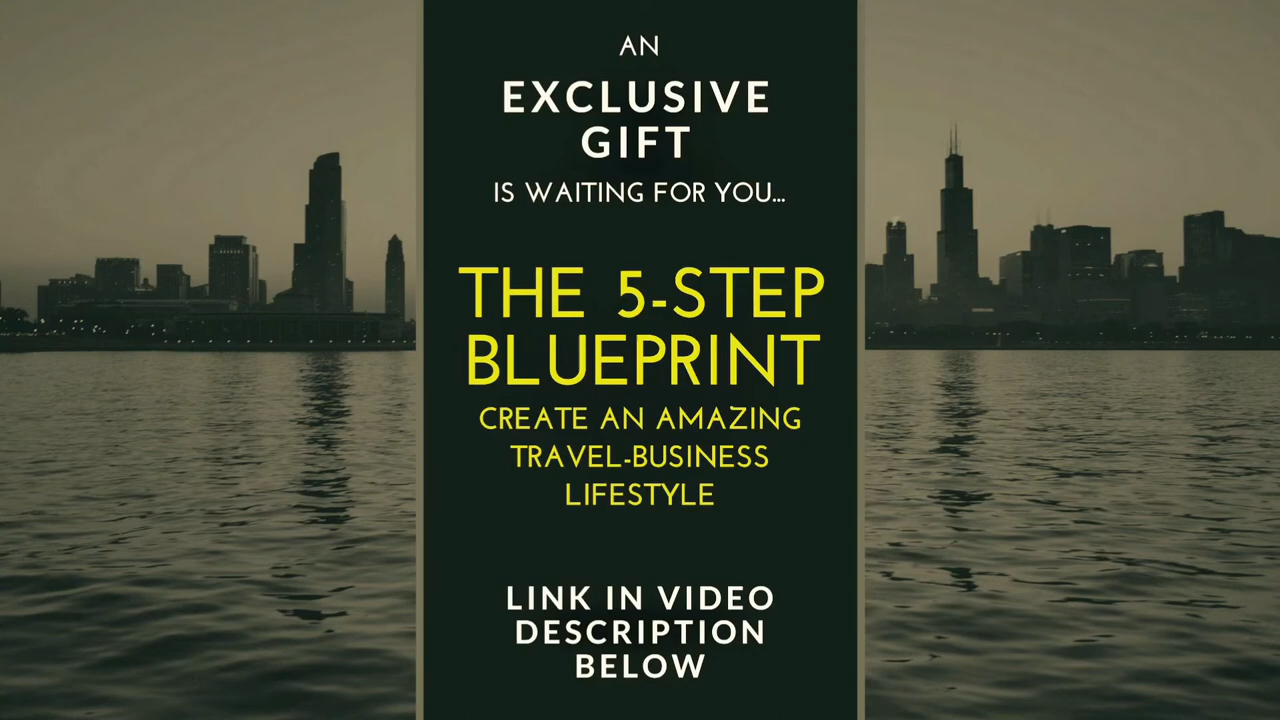 AN
EXCLUSIVE
GIFT
IS WAITING FOR YOU...
THE 5-STEP
BLUEPRINT
CREATE AN AMAZING
TRAVEL-BUSINESS
LIFESTYLE
LINK IN VIDEO
DESCRIPTION
BELOW